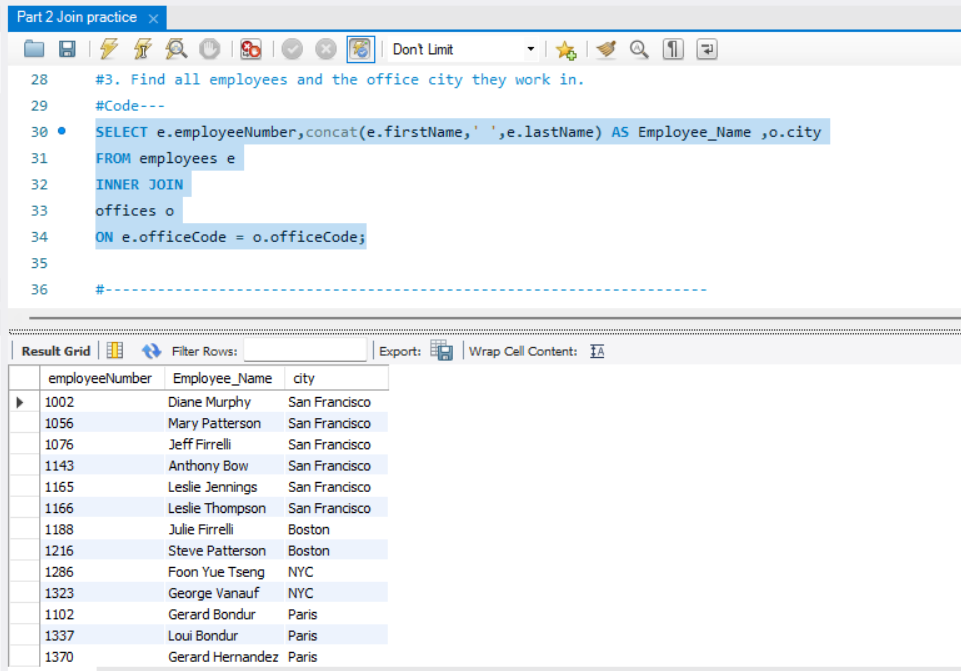 Part 2 Join practice
Don't Limit
28 #3. Find all employees and the office city they work in.
29 #Code---
30 SELECT e.employeeNumber,concat(e.firstName,' ',e.lastName) AS Employee_Name ,o.city
31 FROM employees e
32 INNER JOIN
33 offices o
34 ON e.officeCode = o.officeCode;
35
36 #---------------------------------------------------------------------
Result Grid Filter Rows: Export: Wrap Cell Content: IA
employeeNumber Employee_Name city
1002 Diane Murphy San Francisco
1056 Mary Patterson San Francisco
1076 Jeff Firrelli San Francisco
1143 Anthony Bow San Francisco
1165 Leslie Jennings San Francisco
1166 Leslie Thompson San Francisco
1188 Julie Firrelli Boston
1216 Steve Patterson Boston
1286 Foon Yue Tseng NYC
1323 George Vanauf NYC
1102 Gerard Bondur Paris
1337 Loui Bondur Paris
1370 Gerard Hernandez Paris